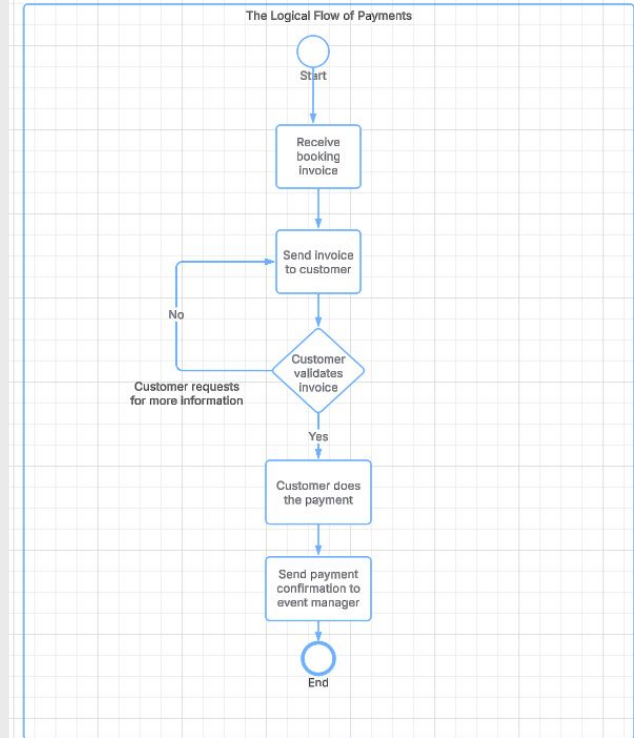 The Logical Flow of Payments
Start
Receive
booking
invoice
Send invoice
to customer
No
Customer
validates
invoice
Customer requests
for more information
Yes
Customer does
the payment
Send payment
confirmation to
event manager
End